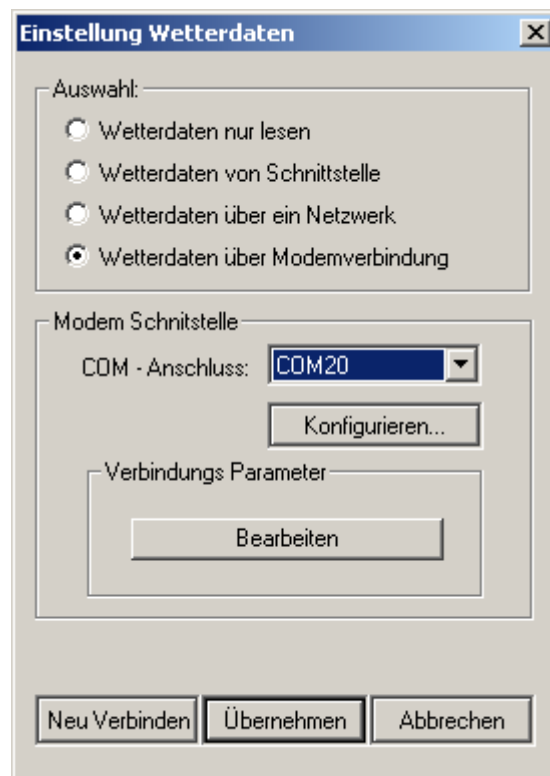 Einstellung Wetterdaten
Auswahl:
Wetterdaten nur lesen
Wetterdaten von Schnittstelle
Wetterdaten über ein Netzwerk
Wetterdaten über Modemverbindung
Modem Schnitstelle
COM - Anschluss: COM20
Konfigurieren...
Verbindungs Parameter
Bearbeiten
Neu Verbinden Übernehmen Abbrechen